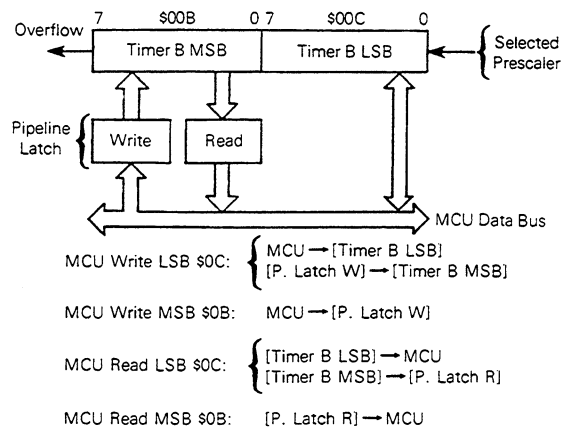 7 $00B 0 7 $00C 0
Overflow
Timer B MSB
Timer B LSB
Selected
Prescaler
Pipeline
Latch
Write
Read
MCU Data Bus
MCU Write LSB $0C:
MCU → [Timer B LSB]
[P. Latch W] → [Timer B MSB]
MCU Write MSB $0B: MCU → [P. Latch W]
MCU Read LSB $0C:
[Timer B LSB] → MCU
[Timer B MSB] → [P. Latch R]
MCU Read MSB $0B: [P. Latch R] → MCU